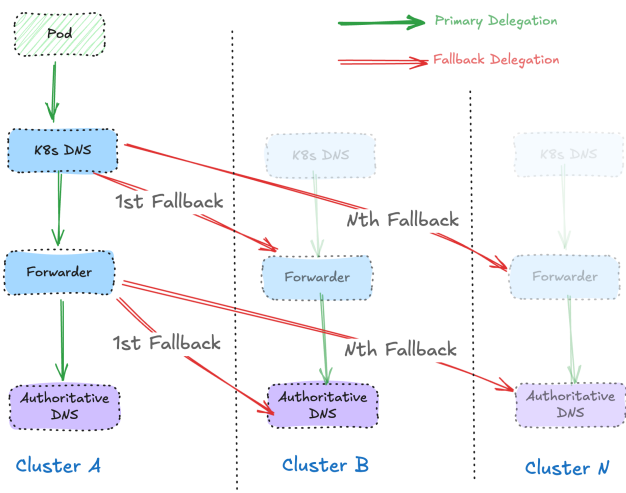 Pod
Primary Delegation
Fallback Delegation
K8s DNS
K8s DNS
K8s DNS
1st Fallback
Nth Fallback
Forwarder
Forwarder
Forwarder
1st Fallback
Nth Fallback
Authoritative
DNS
Authoritative
DNS
Authoritative
DNS
Cluster A
Cluster B
Cluster N